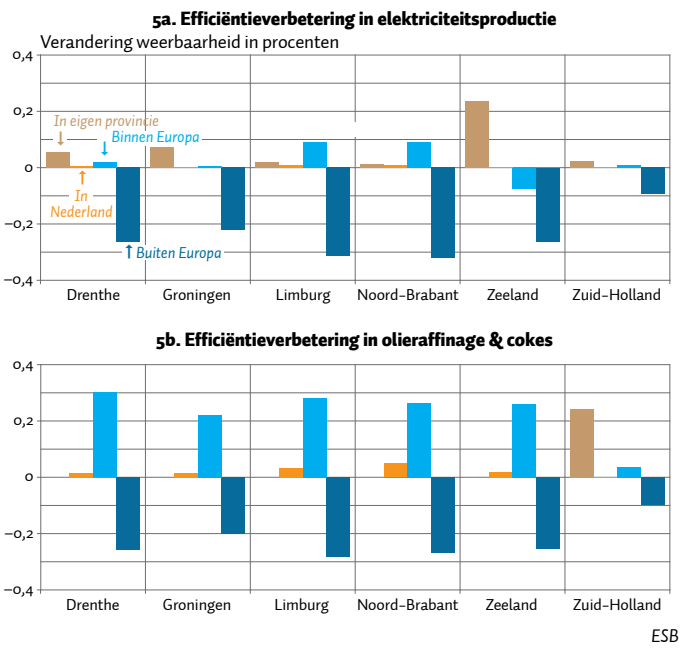 5a. Efficiëntieverbetering in elektriciteitsproductie
Verandering weerbaarheid in procenten
0,4
0,2
0
–0,2
–0,4
In eigen provincie
Binnen Europa
In
Nederland
Buiten Europa
Drenthe Groningen Limburg Noord-Brabant Zeeland Zuid-Holland
5b. Efficiëntieverbetering in olieraffinage & cokes
0,4
0,2
0
–0,2
–0,4
Drenthe Groningen Limburg Noord-Brabant Zeeland Zuid-Holland
ESB